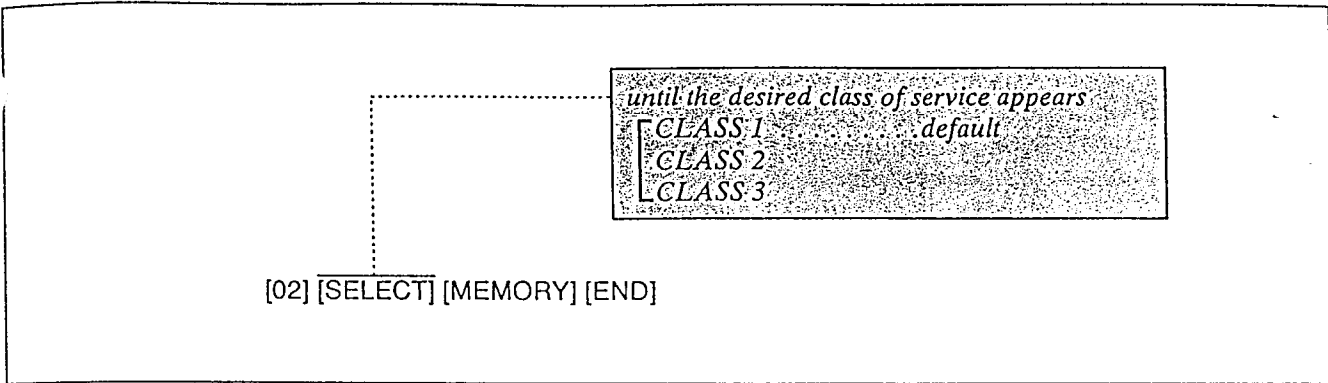 until the desired class of service appears
CLASS 1 . . . . . . . . . default
CLASS 2
CLASS 3
[02] [SELECT] [MEMORY] [END]